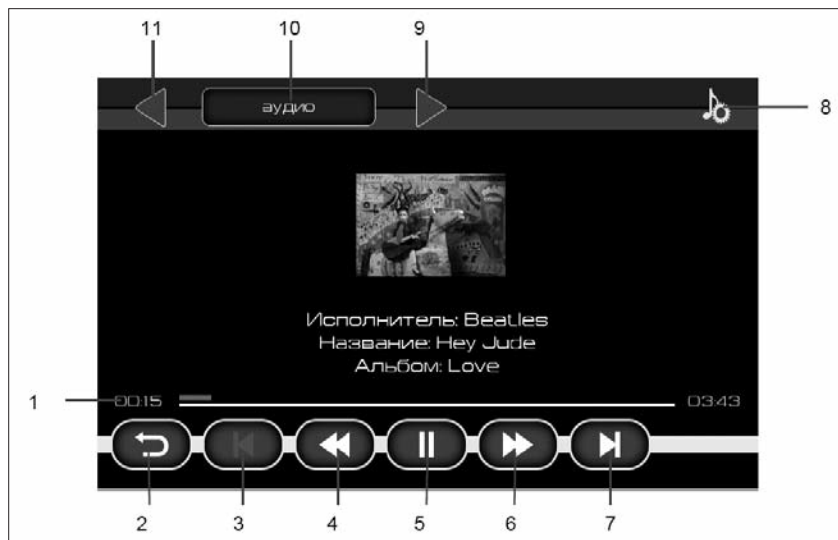 11 10 9
аудио
8
Исполнитель: Beatles
Название: Hey Jude
Альбом: Love
1 00:15 03:43
2 3 4 5 6 7